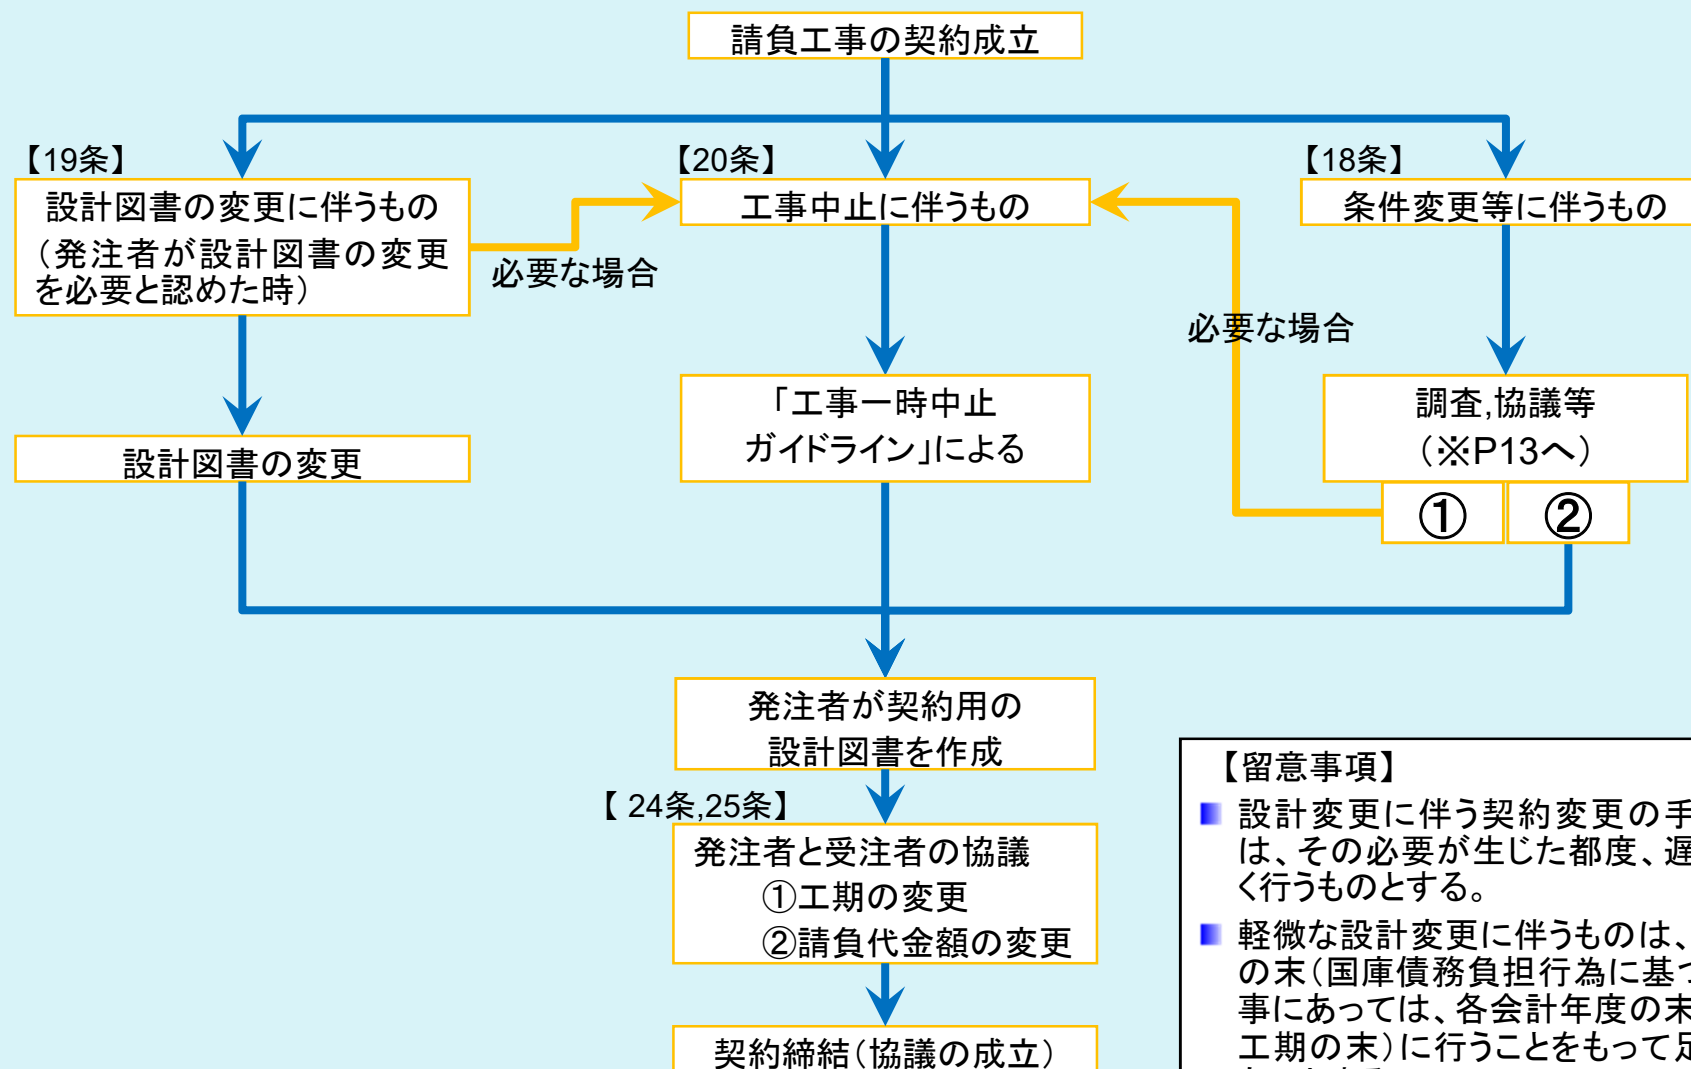 請負工事の契約成立
【19条】
設計図書の変更に伴うもの
（発注者が設計図書の変更
を必要と認めた時）
必要な場合
【20条】
工事中止に伴うもの
【18条】
条件変更等に伴うもの
必要な場合
設計図書の変更
「工事一時中止
ガイドライン」による
調査,協議等
（※P13へ）
①
②
発注者が契約用の
設計図書を作成
【 24条,25条】
発注者と受注者の協議
①工期の変更
②請負代金額の変更
契約締結（協議の成立）
【留意事項】
設計変更に伴う契約変更の手
は、その必要が生じた都度、遅
く行うものとする。
軽微な設計変更に伴うものは、
の末（国庫債務負担行為に基づ
事にあっては、各会計年度の末
工期の末）に行うことをもって足